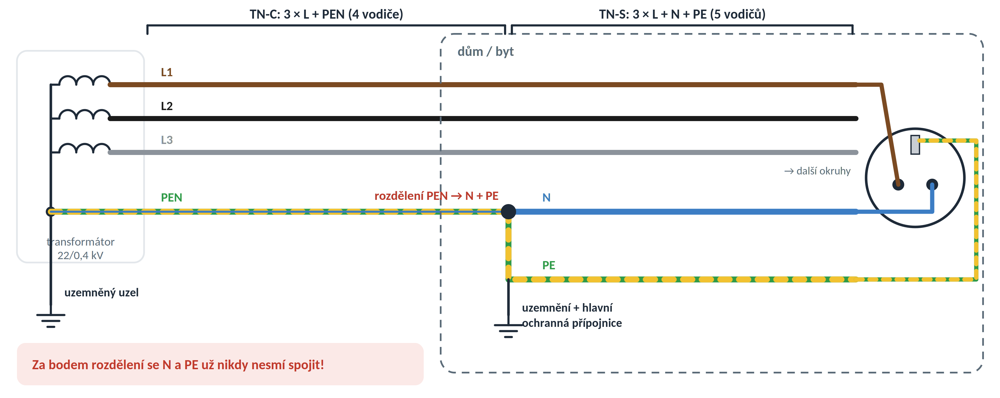 TN-C: 3 × L + PEN (4 vodiče)
TN-S: 3 × L + N + PE (5 vodičů)
dům / byt
L1
L2
L3
→ další okruhy
PEN
rozdělení PEN → N + PE
N
transformátor
22/0,4 kV
PE
uzemněný uzel
uzemnění + hlavní
ochranná přípojnice
Za bodem rozdělení se N a PE už nikdy nesmí spojit!